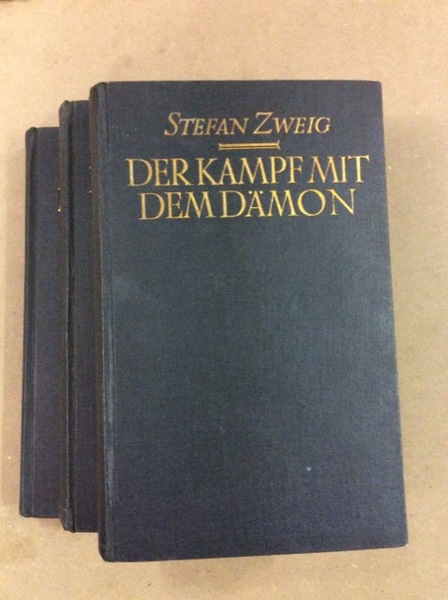 STEFAN ZWEIG
DER KAMPF MIT
DEM DÄMON